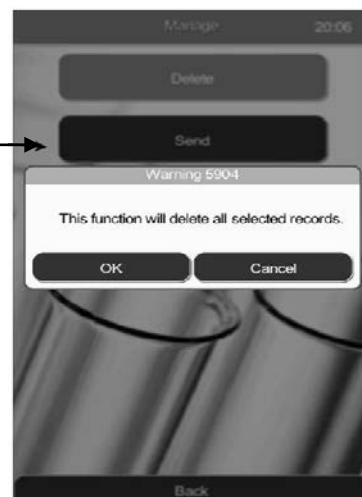 Manage 20:06
Delete
Send
Warning 5904
This function will delete all selected records.
OK Cancel
Back